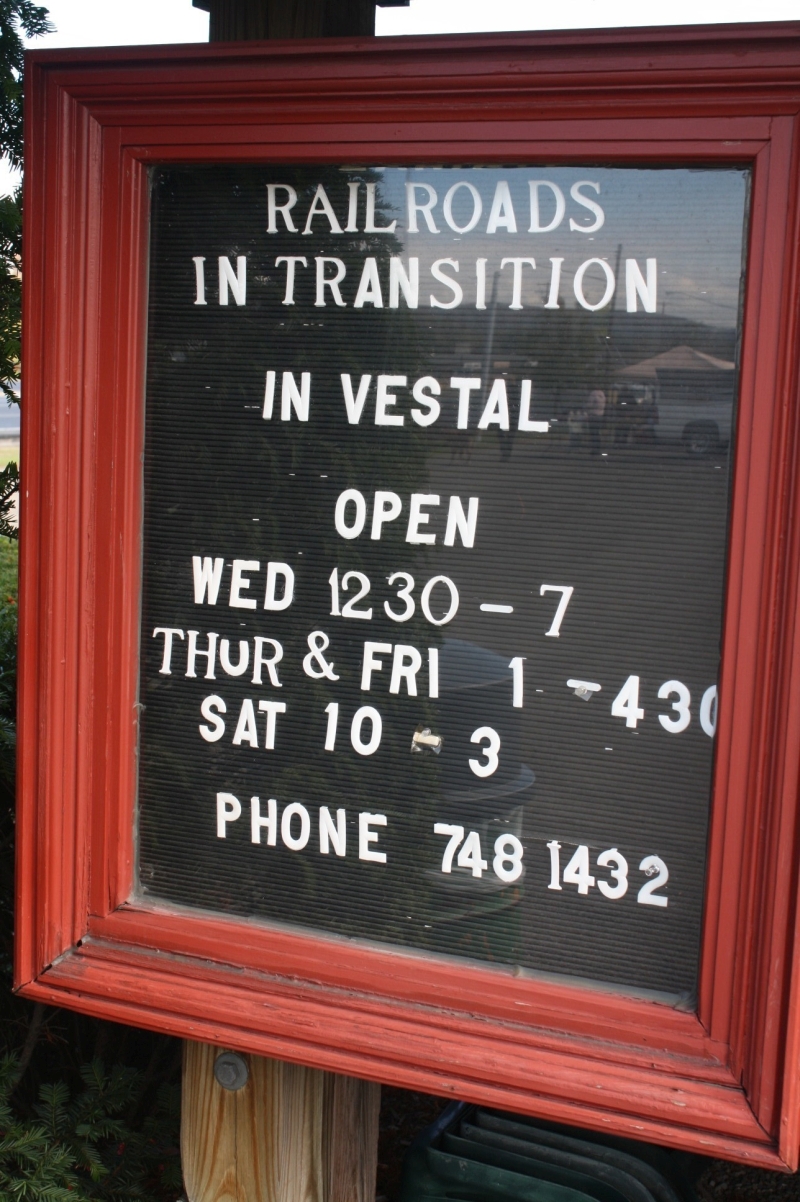 RAILROADS
IN TRANSITION
IN VESTAL
OPEN
WED 1230 - 7
THUR & FRI 1 - 430
SAT 10 - 3
PHONE 748 1432